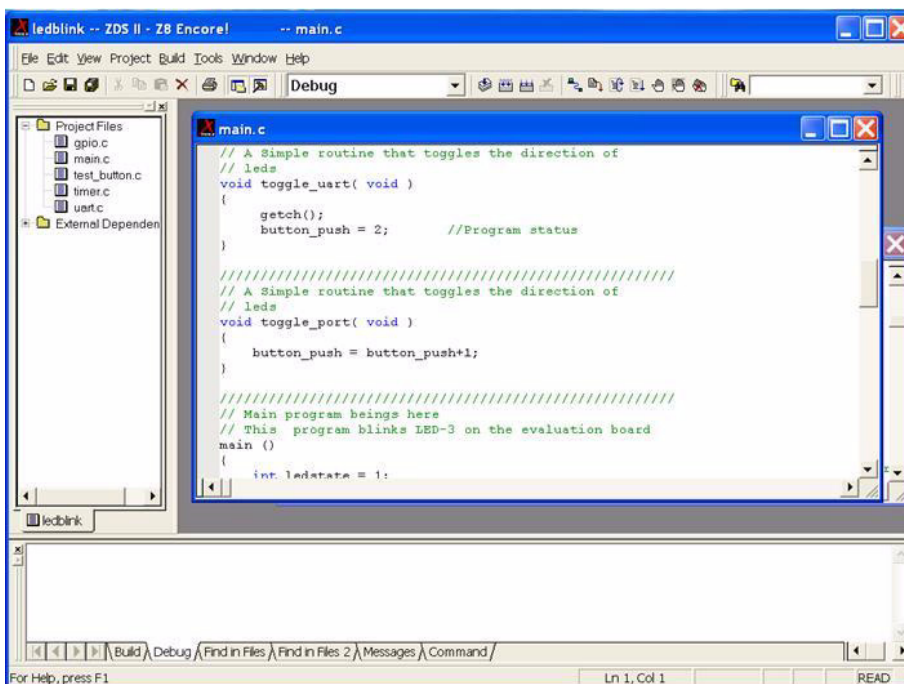 ledblink -- ZDS II - Z8 Encore! -- main.c
File Edit View Project Build Tools Window Help
Debug
Project Files
gpio.c
main.c
test_button.c
timer.c
uart.c
External Dependen
ledblink
main.c
// A Simple routine that toggles the direction of
// leds
void toggle_uart( void )
{
getch();
button_push = 2; //Program status
}
////////////////////////////////////////////////////////
// A Simple routine that toggles the direction of
// leds
void toggle_port( void )
{
button_push = button_push+1;
}
////////////////////////////////////////////////////////
// Main program beings here
// This program blinks LED-3 on the evaluation board
main ()
{
int ledstate = 1;
Build Debug Find in Files Find in Files 2 Messages Command
For Help, press F1 Ln 1, Col 1 READ